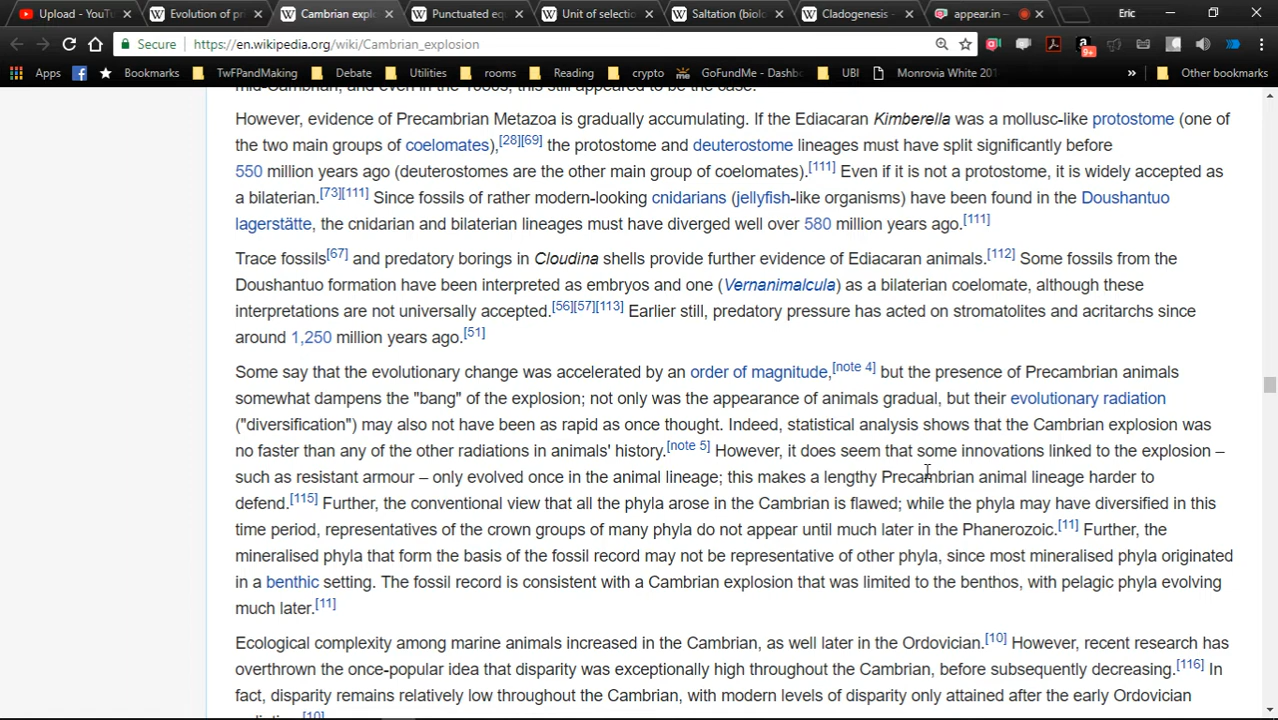 Upload - YouTu
Evolution of pr
Cambrian expl
Punctuated eq
Unit of selectio
Saltation (biolo
Cladogenesis -
appear.in –
Eric
Secure https://en.wikipedia.org/wiki/Cambrian_explosion
9+
Apps Bookmarks TwFPandMaking Debate Utilities rooms Reading crypto GoFundMe - Dashb UBI Monrovia White 201 » Other bookmarks
mid-Cambrian, and even in the 1980s, this still appeared to be the case.
However, evidence of Precambrian Metazoa is gradually accumulating. If the Ediacaran Kimberella was a mollusc-like protostome (one of
the two main groups of coelomates),[28][69] the protostome and deuterostome lineages must have split significantly before
550 million years ago (deuterostomes are the other main group of coelomates).[111] Even if it is not a protostome, it is widely accepted as
a bilaterian.[73][111] Since fossils of rather modern-looking cnidarians (jellyfish-like organisms) have been found in the Doushantuo
lagerstätte, the cnidarian and bilaterian lineages must have diverged well over 580 million years ago.[111]
Trace fossils[67] and predatory borings in Cloudina shells provide further evidence of Ediacaran animals.[112] Some fossils from the
Doushantuo formation have been interpreted as embryos and one (Vernanimalcula) as a bilaterian coelomate, although these
interpretations are not universally accepted.[56][57][113] Earlier still, predatory pressure has acted on stromatolites and acritarchs since
around 1,250 million years ago.[51]
Some say that the evolutionary change was accelerated by an order of magnitude,[note 4] but the presence of Precambrian animals
somewhat dampens the "bang" of the explosion; not only was the appearance of animals gradual, but their evolutionary radiation
("diversification") may also not have been as rapid as once thought. Indeed, statistical analysis shows that the Cambrian explosion was
no faster than any of the other radiations in animals' history.[note 5] However, it does seem that some innovations linked to the explosion –
such as resistant armour – only evolved once in the animal lineage; this makes a lengthy Precambrian animal lineage harder to
defend.[115] Further, the conventional view that all the phyla arose in the Cambrian is flawed; while the phyla may have diversified in this
time period, representatives of the crown groups of many phyla do not appear until much later in the Phanerozoic.[11] Further, the
mineralised phyla that form the basis of the fossil record may not be representative of other phyla, since most mineralised phyla originated
in a benthic setting. The fossil record is consistent with a Cambrian explosion that was limited to the benthos, with pelagic phyla evolving
much later.[11]
Ecological complexity among marine animals increased in the Cambrian, as well later in the Ordovician.[10] However, recent research has
overthrown the once-popular idea that disparity was exceptionally high throughout the Cambrian, before subsequently decreasing.[116] In
fact, disparity remains relatively low throughout the Cambrian, with modern levels of disparity only attained after the early Ordovician
radiation.[10]